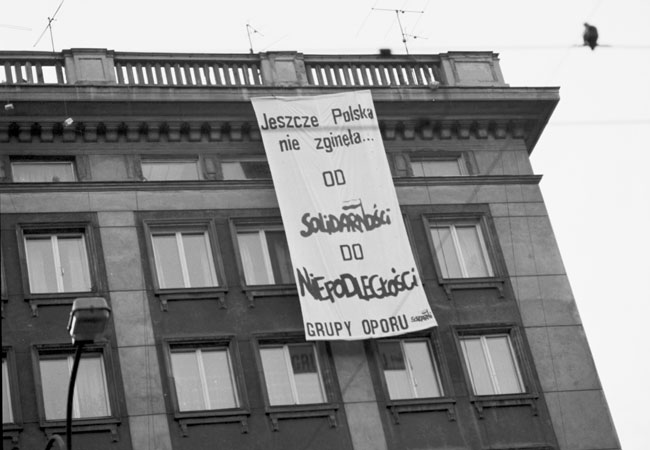 Jeszcze Polska
nie zginęła...
OD
SOLIDARNOŚCI
DO
NIEPODLEGŁOŚCI
GRUPY OPORU